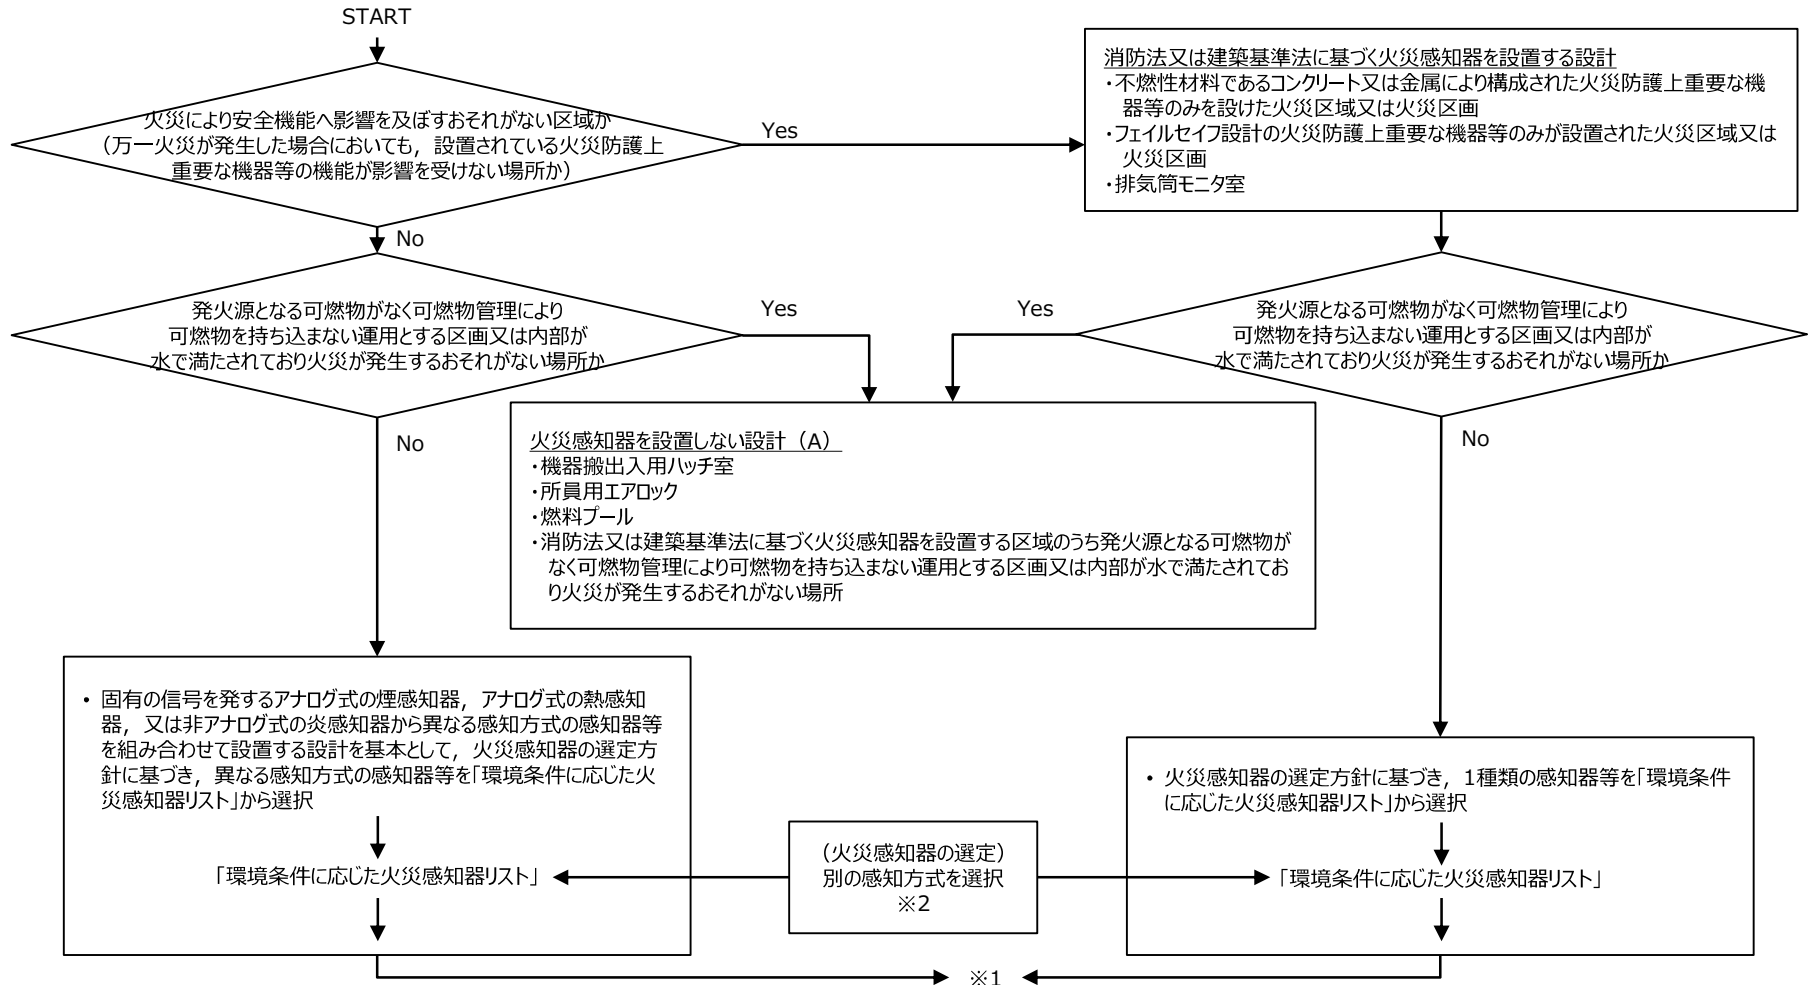 START
火災により安全機能へ影響を及ぼすおそれがない区域か
（万一火災が発生した場合においても，設置されている火災防護上
重要な機器等の機能が影響を受けない場所か）
Yes
消防法又は建築基準法に基づく火災感知器を設置する設計
・不燃性材料であるコンクリート又は金属により構成された火災防護上重要な機
器等のみを設けた火災区域又は火災区画
・フェイルセイフ設計の火災防護上重要な機器等のみが設置された火災区域又は
火災区画
・排気筒モニタ室
No
発火源となる可燃物がなく可燃物管理により
可燃物を持ち込まない運用とする区画又は内部が
水で満たされており火災が発生するおそれがない場所か
Yes
Yes
発火源となる可燃物がなく可燃物管理により
可燃物を持ち込まない運用とする区画又は内部が
水で満たされており火災が発生するおそれがない場所か
No
No
火災感知器を設置しない設計（A）
・機器搬出入用ハッチ室
・所員用エアロック
・燃料プール
・消防法又は建築基準法に基づく火災感知器を設置する区域のうち発火源となる可燃物が
なく可燃物管理により可燃物を持ち込まない運用とする区画又は内部が水で満たされてお
り火災が発生するおそれがない場所
• 固有の信号を発するアナログ式の煙感知器，アナログ式の熱感知
器，又は非アナログ式の炎感知器から異なる感知方式の感知器等
を組み合わせて設置する設計を基本として，火災感知器の選定方
針に基づき，異なる感知方式の感知器等を「環境条件に応じた火
災感知器リスト」から選択
「環境条件に応じた火災感知器リスト」
（火災感知器の選定）
別の感知方式を選択
※2
• 火災感知器の選定方針に基づき，1種類の感知器等を「環境条件
に応じた火災感知器リスト」から選択
「環境条件に応じた火災感知器リスト」
※1